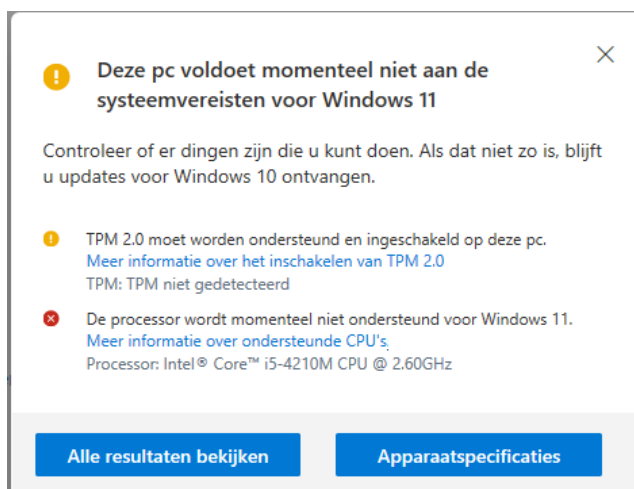 Deze pc voldoet momenteel niet aan de
systeemvereisten voor Windows 11
Controleer of er dingen zijn die u kunt doen. Als dat niet zo is, blijft
u updates voor Windows 10 ontvangen.
TPM 2.0 moet worden ondersteund en ingeschakeld op deze pc.
Meer informatie over het inschakelen van TPM 2.0
TPM: TPM niet gedetecteerd
De processor wordt momenteel niet ondersteund voor Windows 11.
Meer informatie over ondersteunde CPU's.
Processor: Intel® Core™ i5-4210M CPU @ 2.60GHz
Alle resultaten bekijken
Apparaatspecificaties